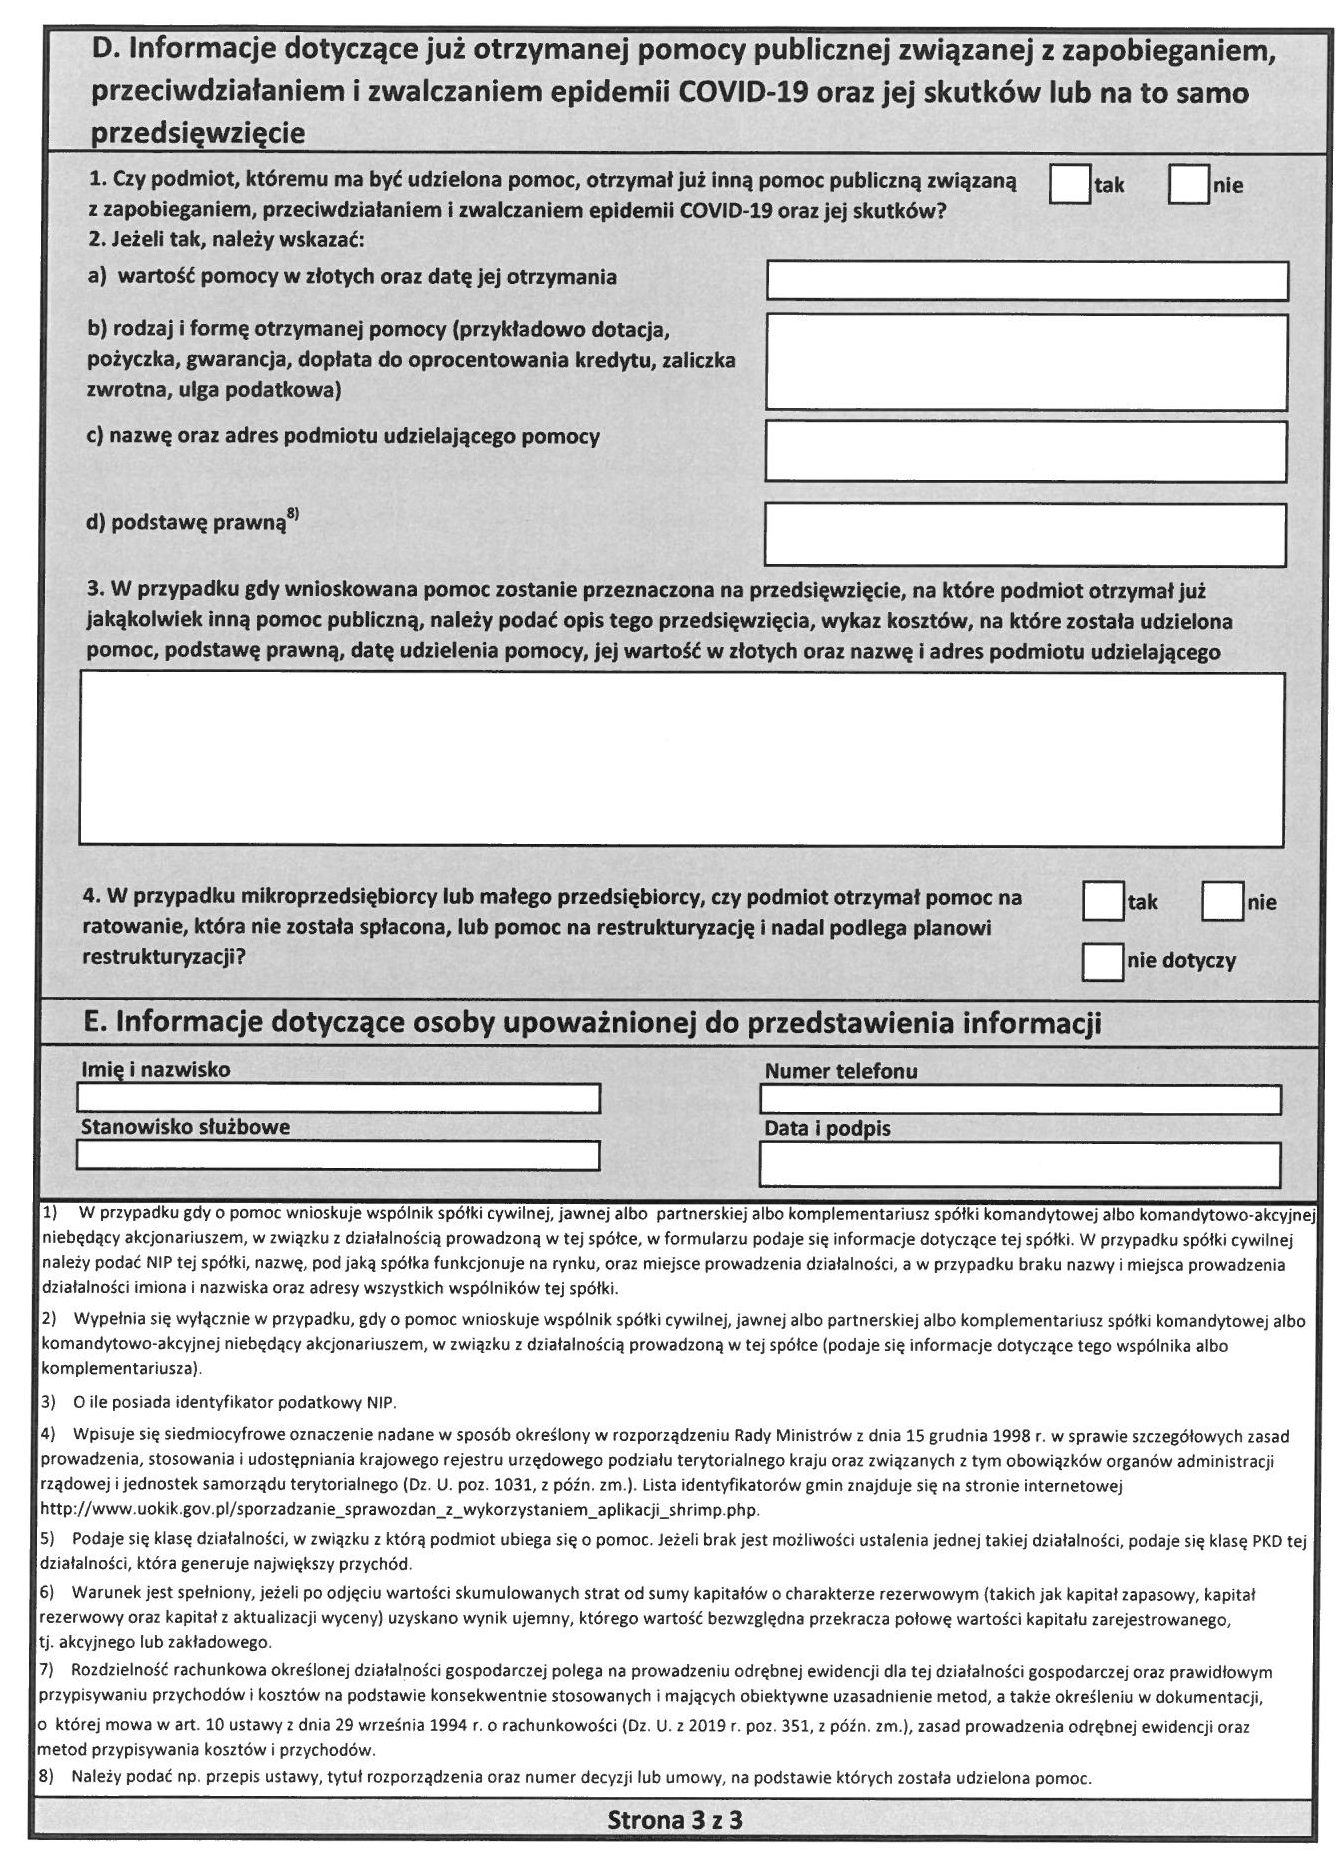 D. Informacje dotyczące już otrzymanej pomocy publicznej związanej z zapobieganiem,
przeciwdziałaniem i zwalczaniem epidemii COVID-19 oraz jej skutków lub na to samo
przedsięwzięcie
1. Czy podmiot, któremu ma być udzielona pomoc, otrzymał już inną pomoc publiczną związaną
z zapobieganiem, przeciwdziałaniem i zwalczaniem epidemii COVID-19 oraz jej skutków?
tak nie
2. Jeżeli tak, należy wskazać:
a) wartość pomocy w złotych oraz datę jej otrzymania
b) rodzaj i formę otrzymanej pomocy (przykładowo dotacja,
pożyczka, gwarancja, dopłata do oprocentowania kredytu, zaliczka
zwrotna, ulga podatkowa)
c) nazwę oraz adres podmiotu udzielającego pomocy
d) podstawę prawną8)
3. W przypadku gdy wnioskowana pomoc zostanie przeznaczona na przedsięwzięcie, na które podmiot otrzymał już
jakąkolwiek inną pomoc publiczną, należy podać opis tego przedsięwzięcia, wykaz kosztów, na które została udzielona
pomoc, podstawę prawną, datę udzielenia pomocy, jej wartość w złotych oraz nazwę i adres podmiotu udzielającego
4. W przypadku mikroprzedsiębiorcy lub małego przedsiębiorcy, czy podmiot otrzymał pomoc na
ratowanie, która nie została spłacona, lub pomoc na restrukturyzację i nadal podlega planowi
restrukturyzacji?
tak nie
nie dotyczy
E. Informacje dotyczące osoby upoważnionej do przedstawienia informacji
Imię i nazwisko
Numer telefonu
Stanowisko służbowe
Data i podpis
1) W przypadku gdy o pomoc wnioskuje wspólnik spółki cywilnej, jawnej albo partnerskiej albo komplementariusz spółki komandytowej albo komandytowo-akcyjnej
niebędący akcjonariuszem, w związku z działalnością prowadzoną w tej spółce, w formularzu podaje się informacje dotyczące tej spółki. W przypadku spółki cywilnej
należy podać NIP tej spółki, nazwę, pod jaką spółka funkcjonuje na rynku, oraz miejsce prowadzenia działalności, a w przypadku braku nazwy i miejsca prowadzenia
działalności imiona i nazwiska oraz adresy wszystkich wspólników tej spółki.
2) Wypełnia się wyłącznie w przypadku, gdy o pomoc wnioskuje wspólnik spółki cywilnej, jawnej albo partnerskiej albo komplementariusz spółki komandytowej albo
komandytowo-akcyjnej niebędący akcjonariuszem, w związku z działalnością prowadzoną w tej spółce (podaje się informacje dotyczące tego wspólnika albo
komplementariusza).
3) O ile posiada identyfikator podatkowy NIP.
4) Wpisuje się siedmiocyfrowe oznaczenie nadane w sposób określony w rozporządzeniu Rady Ministrów z dnia 15 grudnia 1998 r. w sprawie szczegółowych zasad
prowadzenia, stosowania i udostępniania krajowego rejestru urzędowego podziału terytorialnego kraju oraz związanych z tym obowiązków organów administracji
rządowej i jednostek samorządu terytorialnego (Dz. U. poz. 1031, z późn. zm.). Lista identyfikatorów gmin znajduje się na stronie internetowej
http://www.uokik.gov.pl/sporzadzanie_sprawozdan_z_wykorzystaniem_aplikacji_shrimp.php.
5) Podaje się klasę działalności, w związku z którą podmiot ubiega się o pomoc. Jeżeli brak jest możliwości ustalenia jednej takiej działalności, podaje się klasę PKD tej
działalności, która generuje największy przychód.
6) Warunek jest spełniony, jeżeli po odjęciu wartości skumulowanych strat od sumy kapitałów o charakterze rezerwowym (takich jak kapitał zapasowy, kapitał
rezerwowy oraz kapitał z aktualizacji wyceny) uzyskano wynik ujemny, którego wartość bezwzględna przekracza połowę wartości kapitału zarejestrowanego,
tj. akcyjnego lub zakładowego.
7) Rozdzielność rachunkowa określonej działalności gospodarczej polega na prowadzeniu odrębnej ewidencji dla tej działalności gospodarczej oraz prawidłowym
przypisywaniu przychodów i kosztów na podstawie konsekwentnie stosowanych i mających obiektywne uzasadnienie metod, a także określeniu w dokumentacji,
o której mowa w art. 10 ustawy z dnia 29 września 1994 r. o rachunkowości (Dz. U. z 2019 r. poz. 351, z późn. zm.), zasad prowadzenia odrębnej ewidencji oraz
metod przypisywania kosztów i przychodów.
8) Należy podać np. przepis ustawy, tytuł rozporządzenia oraz numer decyzji lub umowy, na podstawie których została udzielona pomoc.
Strona 3 z 3